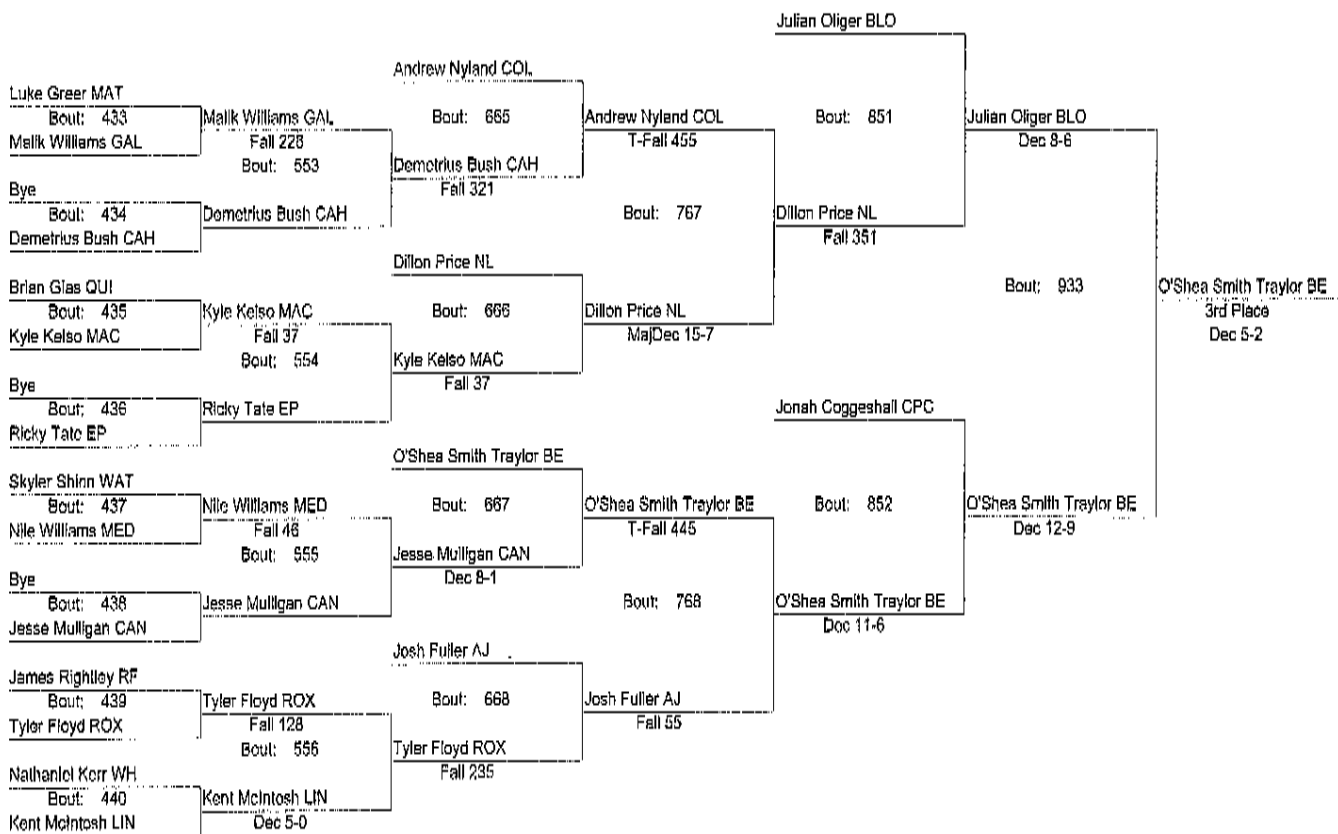 Julian Oliger BLO
Andrew Nyland COL
Luke Greer MAT
Bout: 433
Malik Williams GAL
Malik Williams GAL
Fall 228
Bout: 553
Bout: 665
Andrew Nyland COL
T-Fall 455
Bout: 851
Julian Oliger BLO
Dec 8-6
Demetrius Bush CAH
Fall 321
Bye
Bout: 434
Demetrius Bush CAH
Demetrius Bush CAH
Bout: 767
Dillon Price NL
Fall 351
Dillon Price NL
Brian Glas QUI
Bout: 435
Kyle Kelso MAC
Kyle Kelso MAC
Fall 37
Bout: 554
Bout: 666
Dillon Price NL
MajDec 15-7
Bout: 933
O'Shea Smith Traylor BE
3rd Place
Dec 5-2
Kyle Kelso MAC
Fall 37
Bye
Bout: 436
Ricky Tate EP
Ricky Tate EP
Jonah Coggeshall CPC
O'Shea Smith Traylor BE
Skyler Shion WAT
Bout: 437
Nile Williams MED
Nile Williams MED
Fall 46
Bout: 555
Bout: 667
O'Shea Smith Traylor BE
T-Fall 445
Bout: 852
O'Shea Smith Traylor BE
Dec 12-9
Jesse Mulligan CAN
Dec 8-1
Bye
Bout: 438
Jesse Mulligan CAN
Jesse Mulligan CAN
Bout: 768
O'Shea Smith Traylor BE
Dec 11-6
Josh Fuller AJ
James Rightley RF
Bout: 439
Tyler Floyd ROX
Tyler Floyd ROX
Fall 128
Bout: 556
Bout: 668
Josh Fuller AJ
Fall 55
Tyler Floyd ROX
Fall 235
Nathaniel Kerr WH
Bout: 440
Kent McIntosh LIN
Kent McIntosh LIN
Dec 5-0